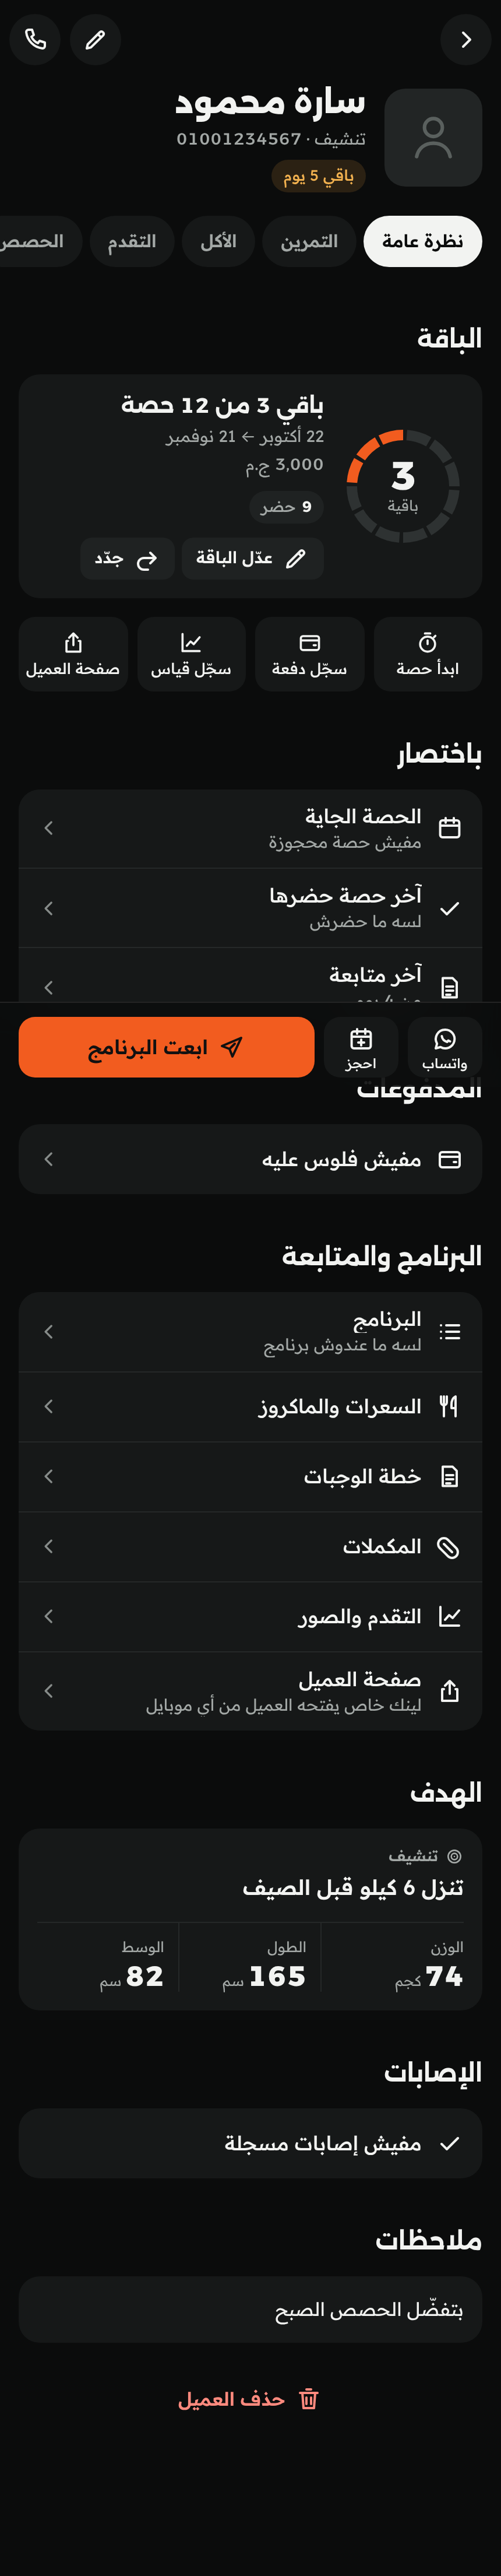 سارة محمود
تنشيف · 01001234567
باقي 5 يوم
نظرة عامة
التمرين
الأكل
التقدم
الحصص
الباقة
3
باقية
باقي 3 من 12 حصة
22 أكتوبر ← 21 نوفمبر
3,000 ج.م
9 حضر
عدّل الباقة
جدّد
ابدأ حصة
سجّل دفعة
سجّل قياس
صفحة العميل
باختصار
الحصة الجاية
مفيش حصة محجوزة
آخر حصة حضرها
لسه ما حضرش
آخر متابعة
واتساب
احجز
ابعت البرنامج
المدفوعات
مفيش فلوس عليه
البرنامج والمتابعة
البرنامج
لسه ما عندوش برنامج
السعرات والماكروز
خطة الوجبات
المكملات
التقدم والصور
صفحة العميل
لينك خاص يفتحه العميل من أي موبايل
الهدف
تنشيف
تنزل 6 كيلو قبل الصيف
الوزن
74 كجم
الطول
165 سم
الوسط
82 سم
الإصابات
مفيش إصابات مسجلة
ملاحظات
بتفضّل الحصص الصبح
حذف العميل